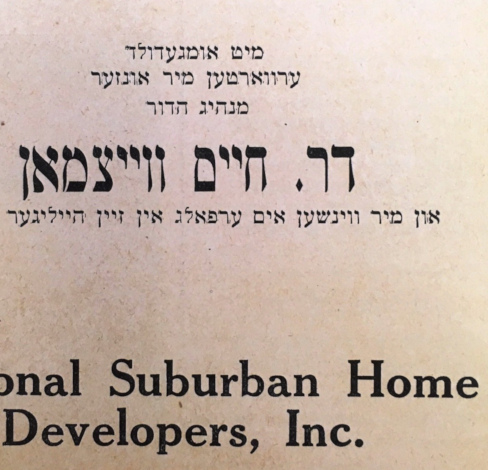 מיט אומגעדולד
ערווארטען מיר אונזער
מנהיג הדור
דר. חיים ווייצמאן
און מיר ווינשען אים ערפאלג אין זיין הייליגער
onal Suburban Home
Developers, Inc.